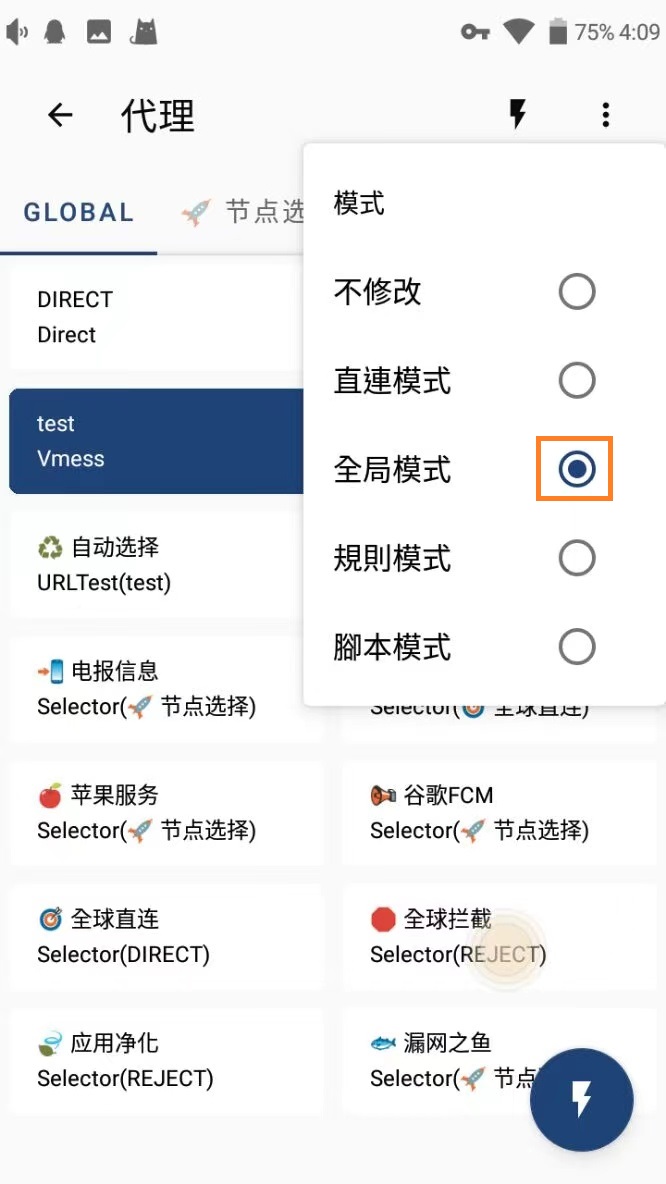 75% 4:09
代理
GLOBAL
节点选
模式
不修改
直連模式
全局模式
規則模式
腳本模式
DIRECT
Direct
test
Vmess
自动选择
URLTest(test)
电报信息
Selector(🚀 节点选择)
Selector(🎯 全球直连)
苹果服务
Selector(🚀 节点选择)
谷歌FCM
Selector(🚀 节点选择)
全球直连
Selector(DIRECT)
全球拦截
Selector(REJECT)
应用净化
Selector(REJECT)
漏网之鱼
Selector(🚀 节点